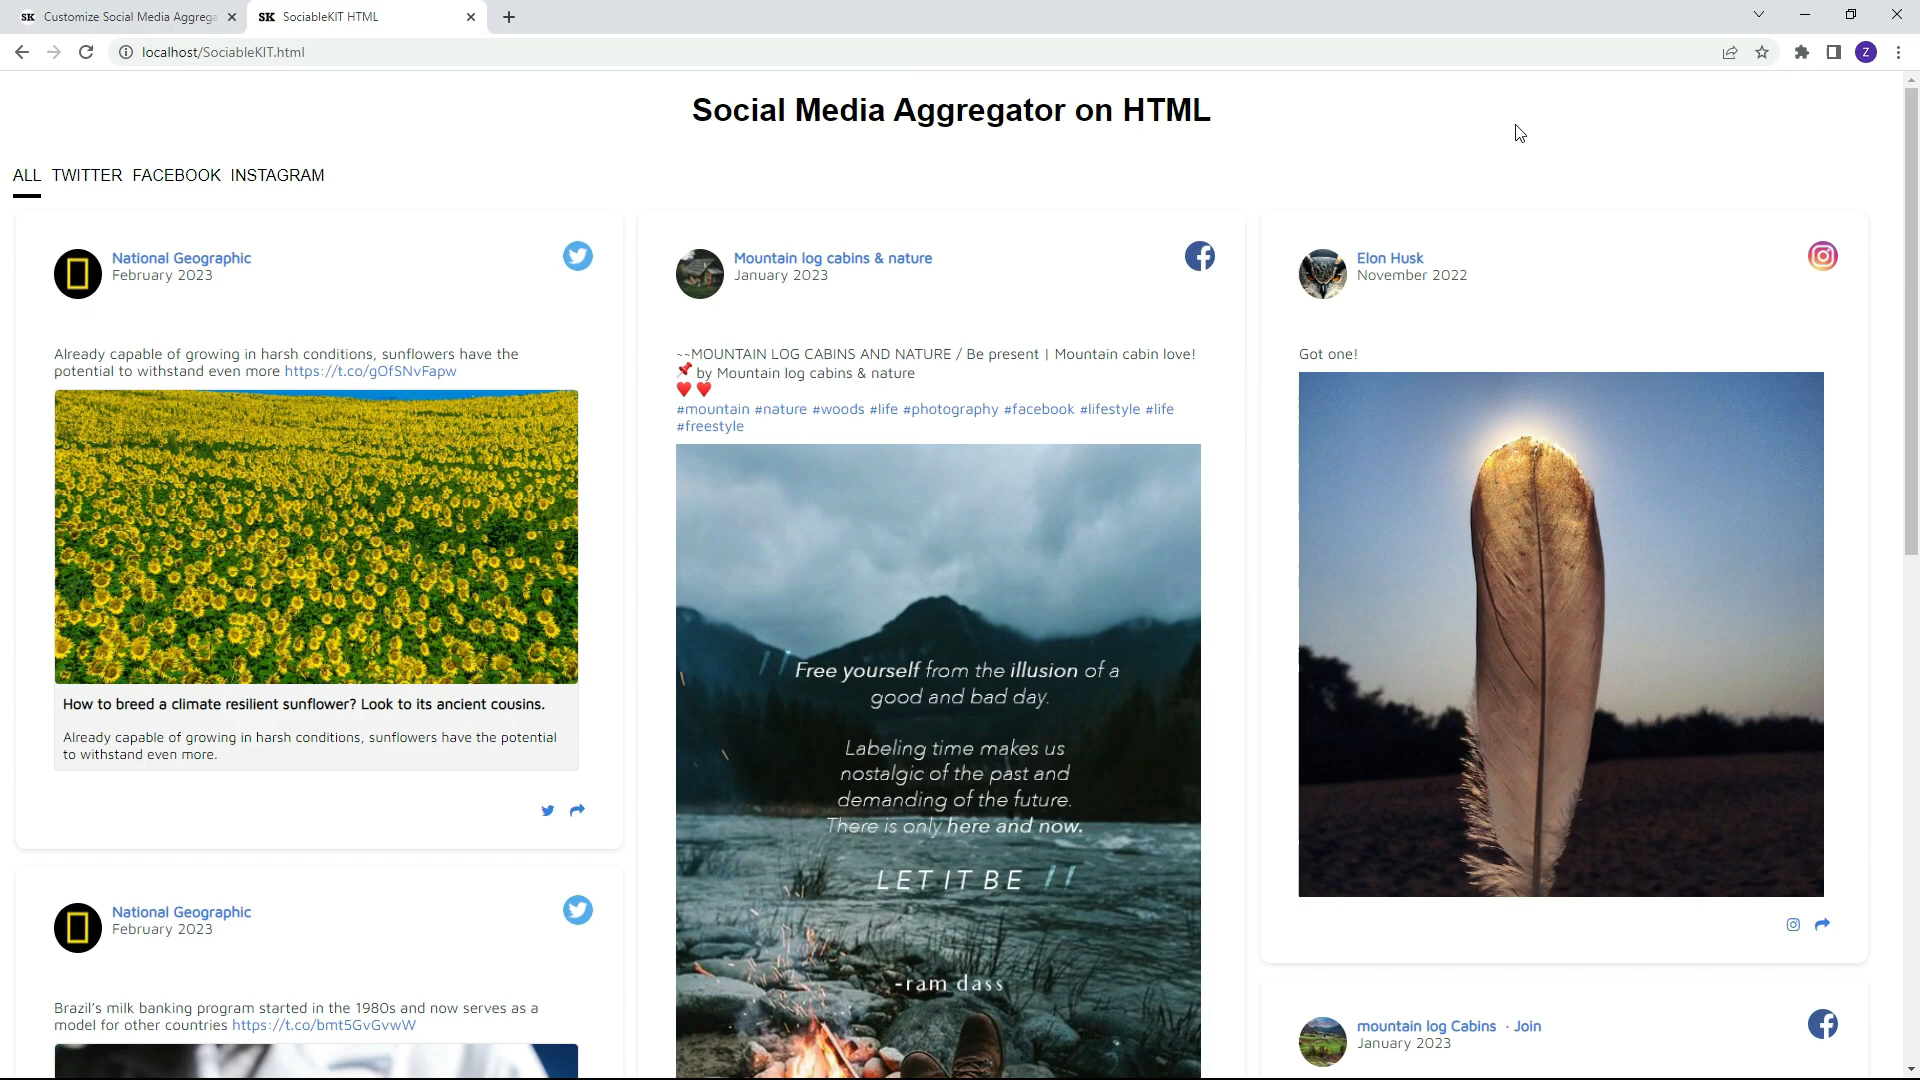 SK Customize Social Media Aggrega
SK SociableKIT HTML
localhost/SociableKIT.html
Z
Social Media Aggregator on HTML
ALL TWITTER FACEBOOK INSTAGRAM
National Geographic
February 2023
Already capable of growing in harsh conditions, sunflowers have the
potential to withstand even more https://t.co/gOfSNvFapw
How to breed a climate resilient sunflower? Look to its ancient cousins.
Already capable of growing in harsh conditions, sunflowers have the potential
to withstand even more.
National Geographic
February 2023
Brazil's milk banking program started in the 1980s and now serves as a
model for other countries https://t.co/bmt5GvGvwW
Mountain log cabins & nature
January 2023
~~MOUNTAIN LOG CABINS AND NATURE / Be present | Mountain cabin love!
📌 by Mountain log cabins & nature
❤️ ❤️
#mountain #nature #woods #life #photography #facebook #lifestyle #life
#freestyle
" Free yourself from the illusion of a
good and bad day.
Labeling time makes us
nostalgic of the past and
demanding of the future.
There is only here and now.
LET IT BE "
-ram dass
Elon Husk
November 2022
Got one!
mountain log Cabins · Join
January 2023